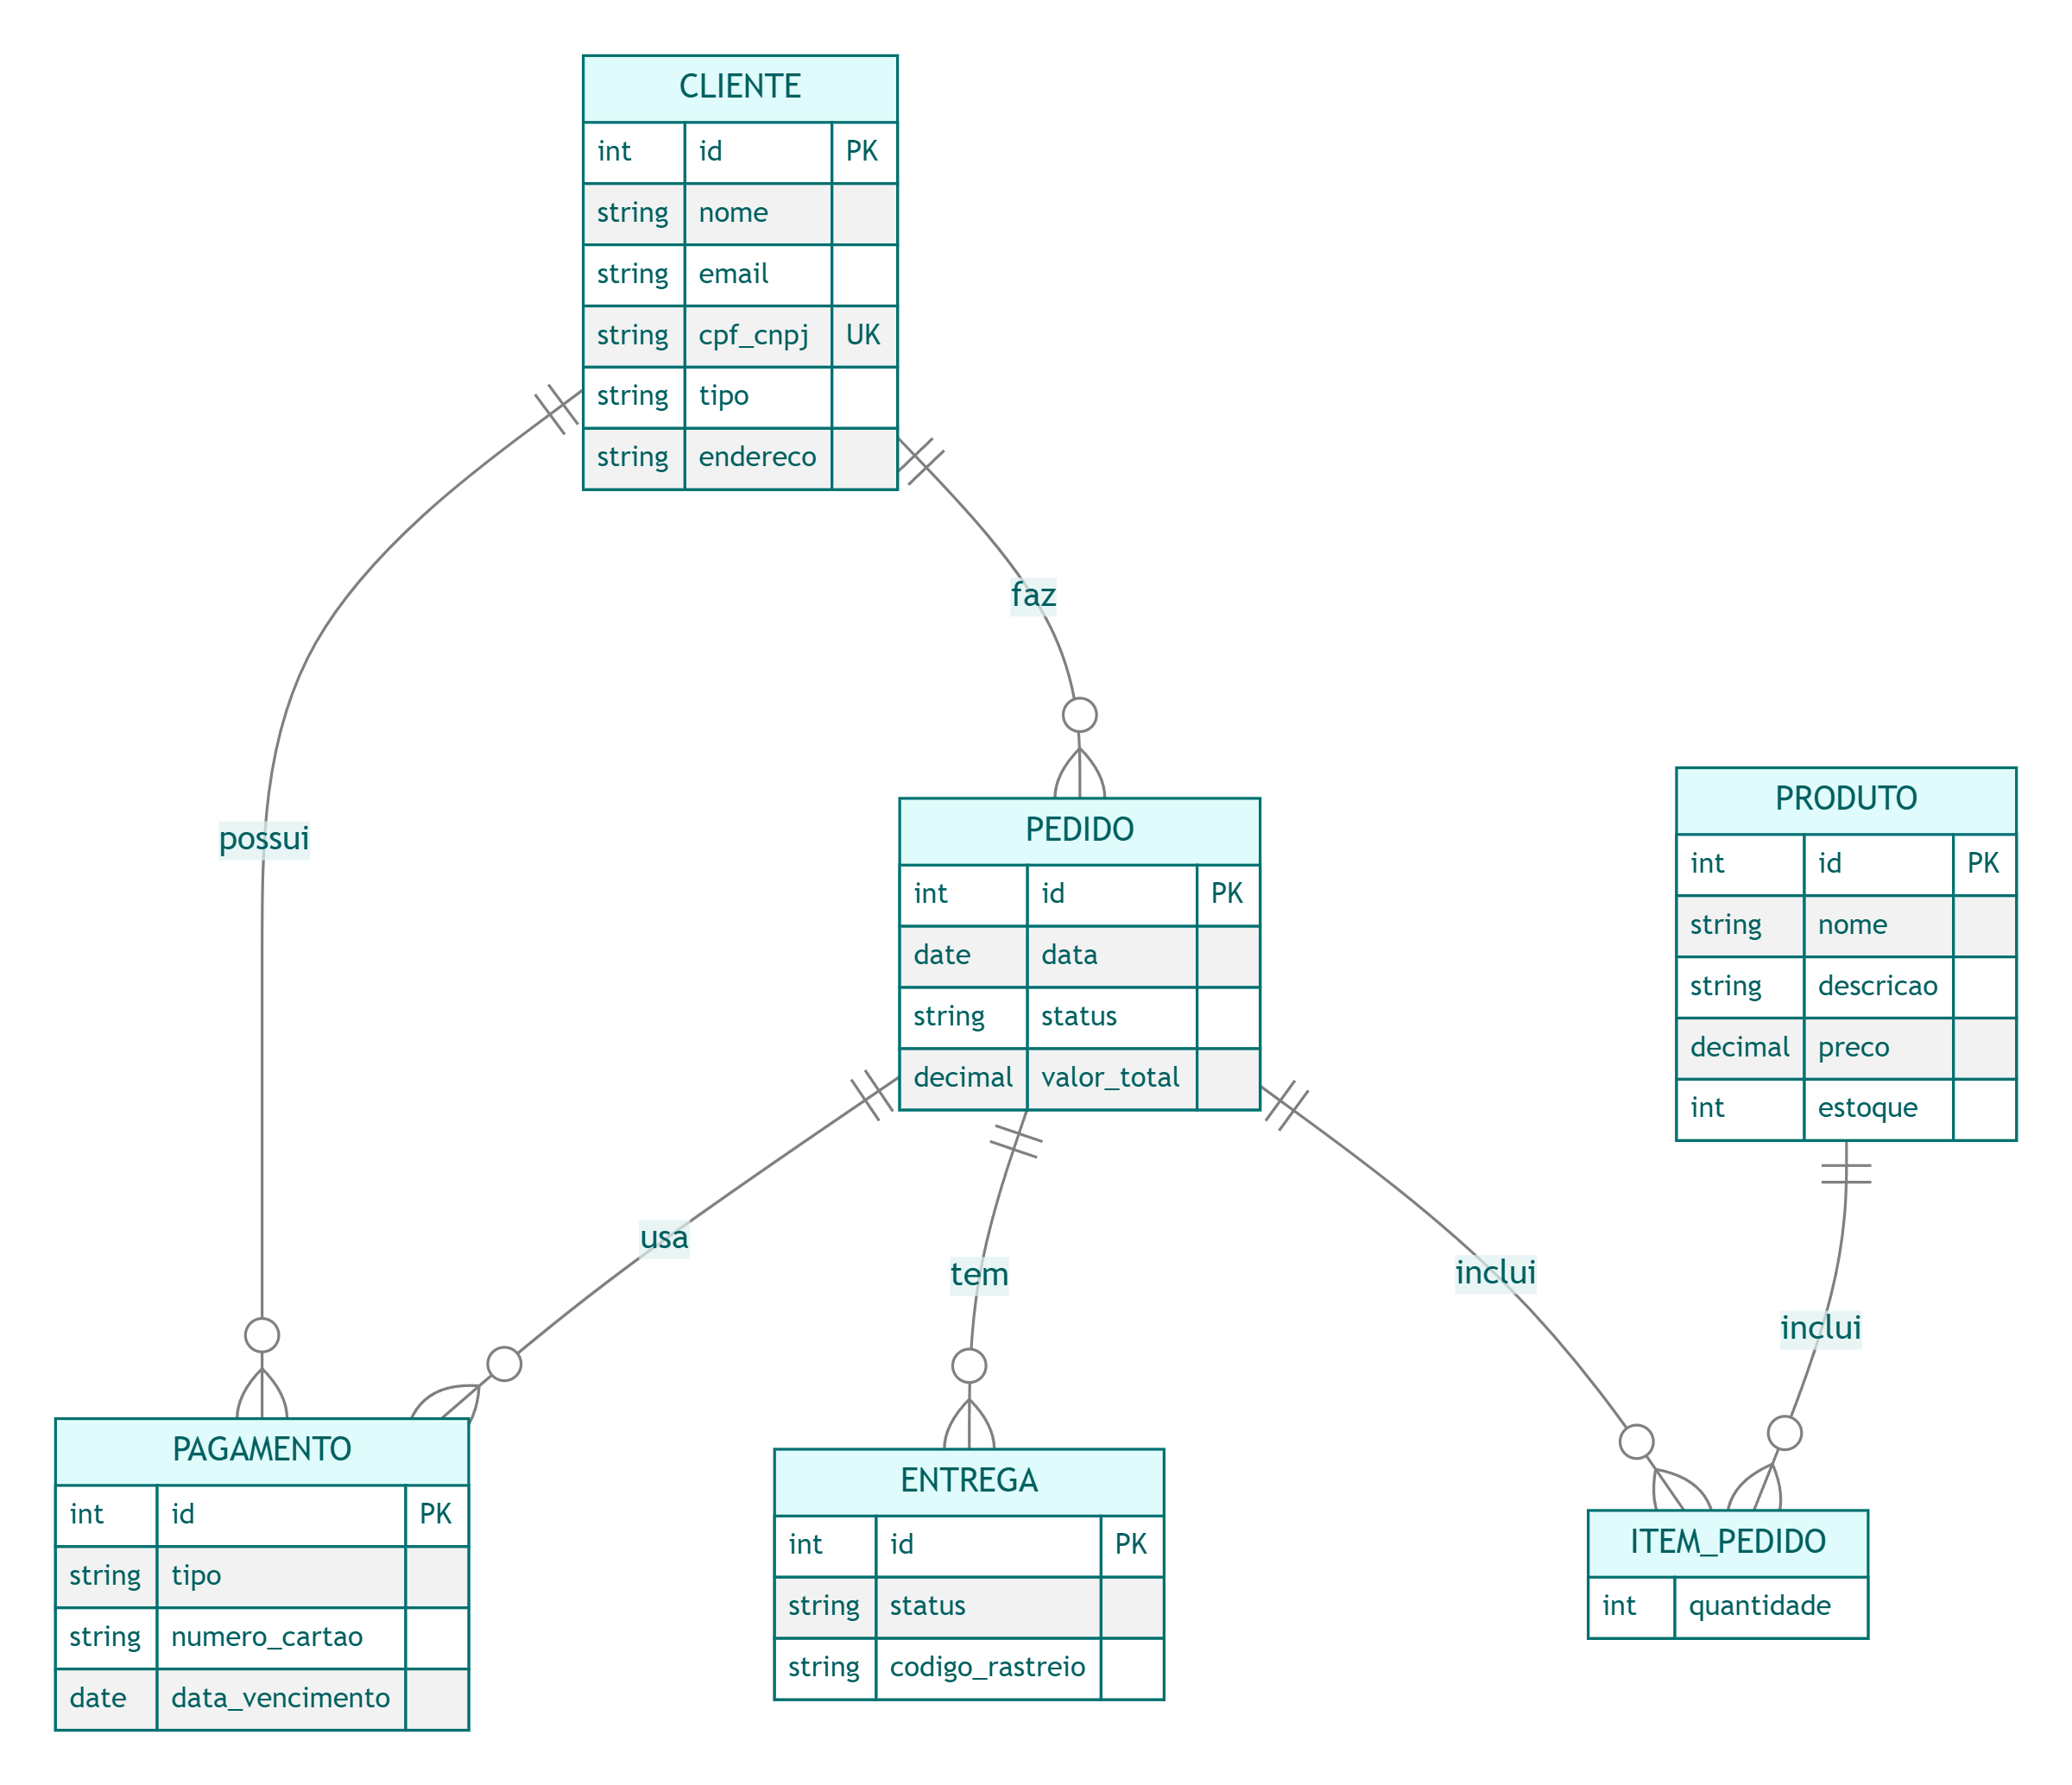 CLIENTE
int id PK
string nome
string email
string cpf_cnpj UK
string tipo
string endereco
faz
possui
PEDIDO
int id PK
date data
string status
decimal valor_total
PRODUTO
int id PK
string nome
string descricao
decimal preco
int estoque
usa
tem
inclui
inclui
PAGAMENTO
int id PK
string tipo
string numero_cartao
date data_vencimento
ENTREGA
int id PK
string status
string codigo_rastreio
ITEM_PEDIDO
int quantidade